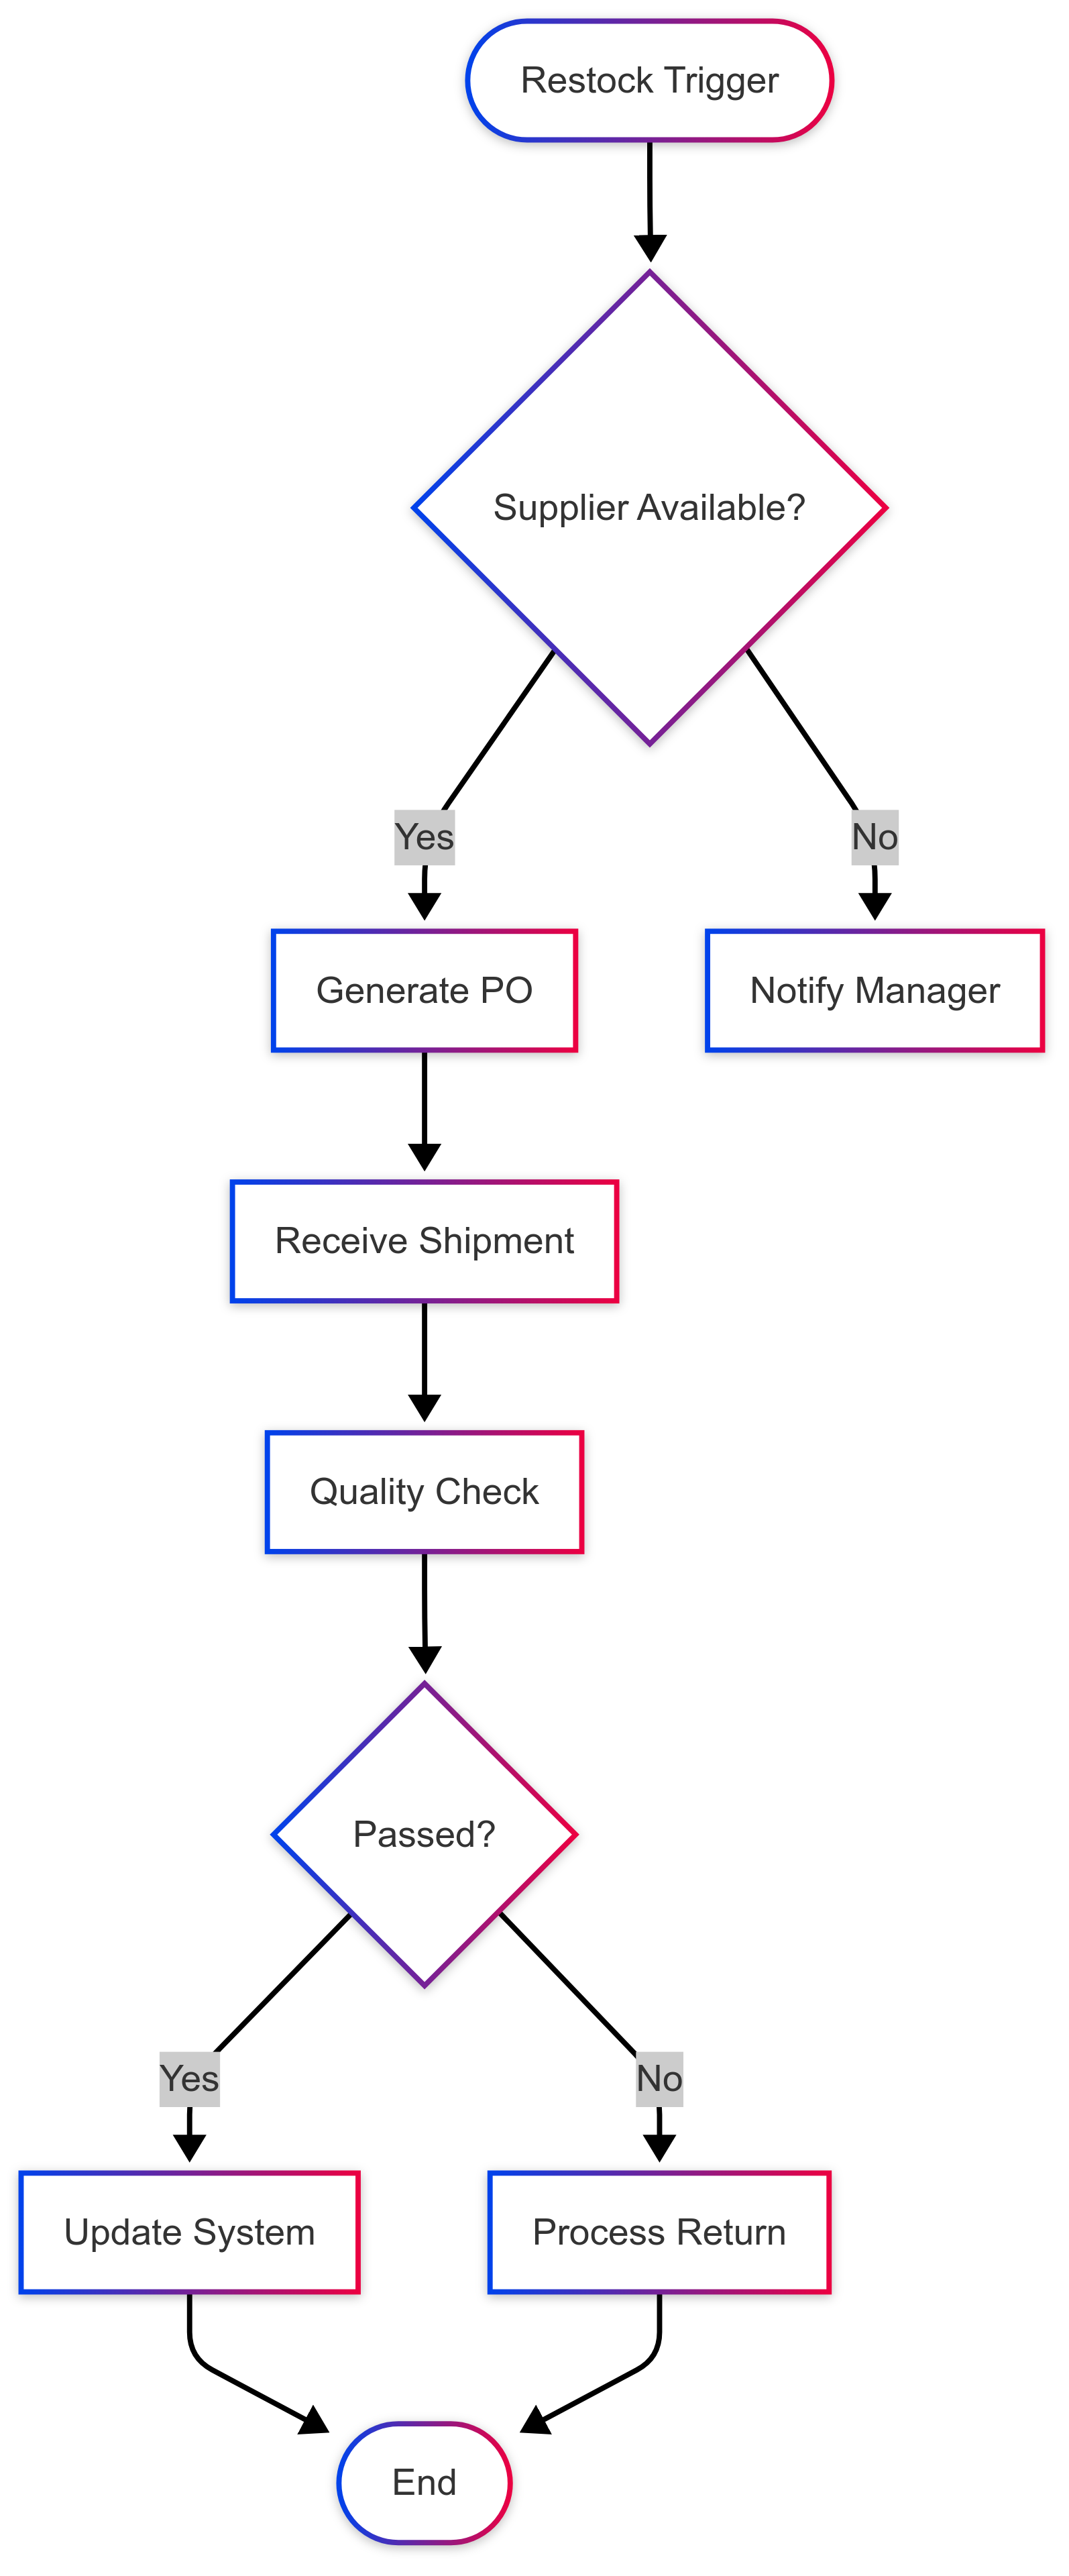 Restock Trigger
Supplier Available?
Yes
No
Generate PO
Notify Manager
Receive Shipment
Quality Check
Passed?
Yes
No
Update System
Process Return
End